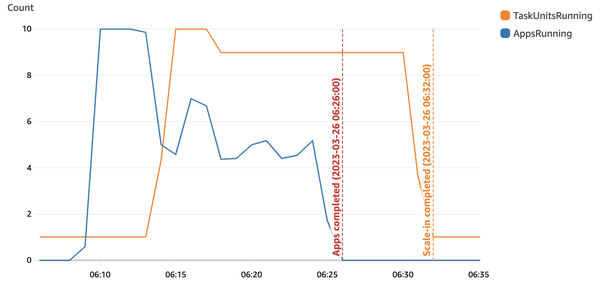 Count
TaskUnitsRunning
AppsRunning
10
8
6
4
2
0
Apps completed (2023-03-26 06:26:00)
Scale-in completed (2023-03-26 06:32:00)
06:10
06:15
06:20
06:25
06:30
06:35